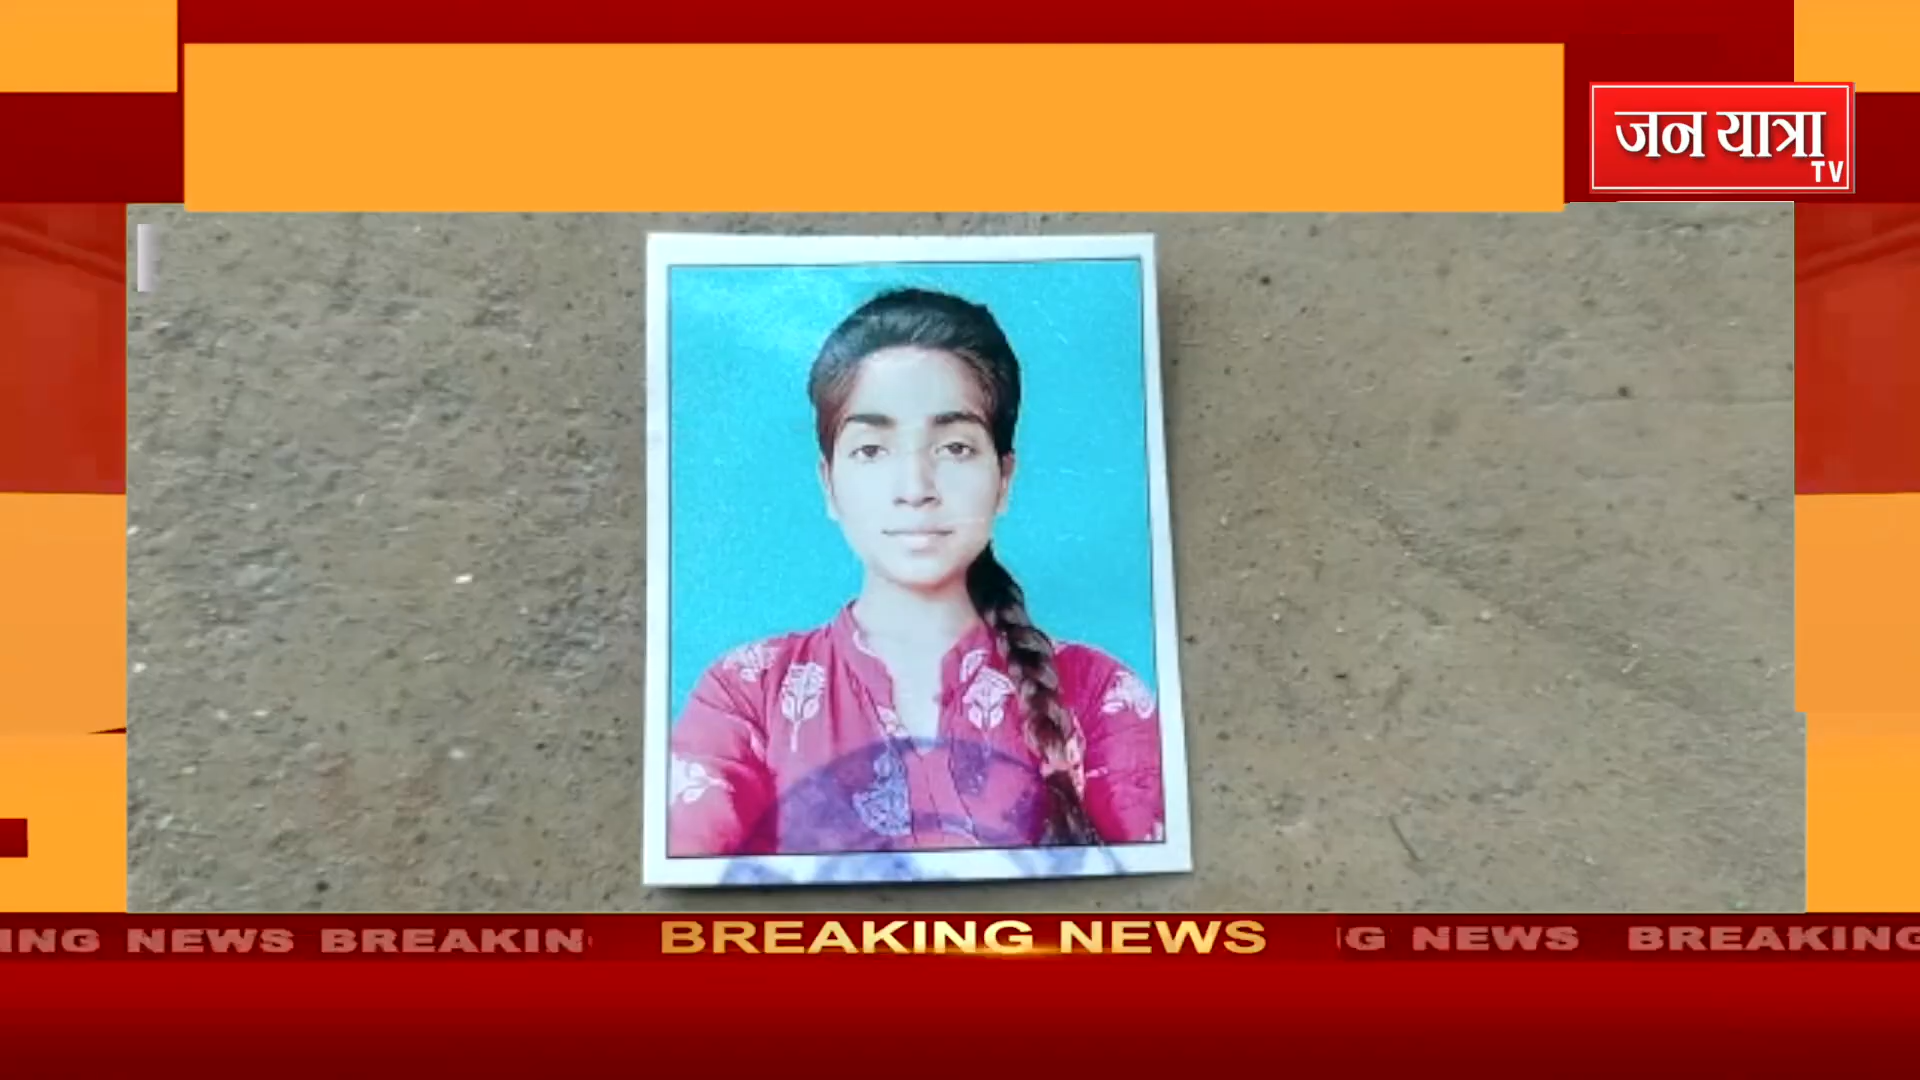 जन यात्रा
TV
ING NEWS BREAKIN BREAKING NEWS G NEWS BREAKING